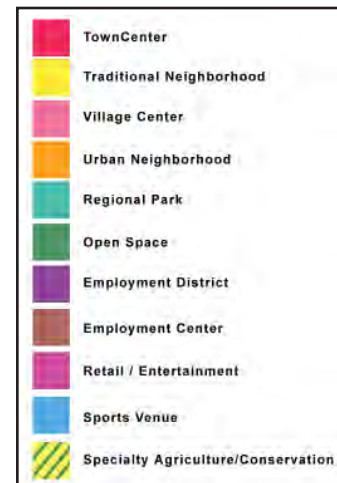 TownCenter
Traditional Neighborhood
Village Center
Urban Neighborhood
Regional Park
Open Space
Employment District
Employment Center
Retail / Entertainment
Sports Venue
Specialty Agriculture/Conservation